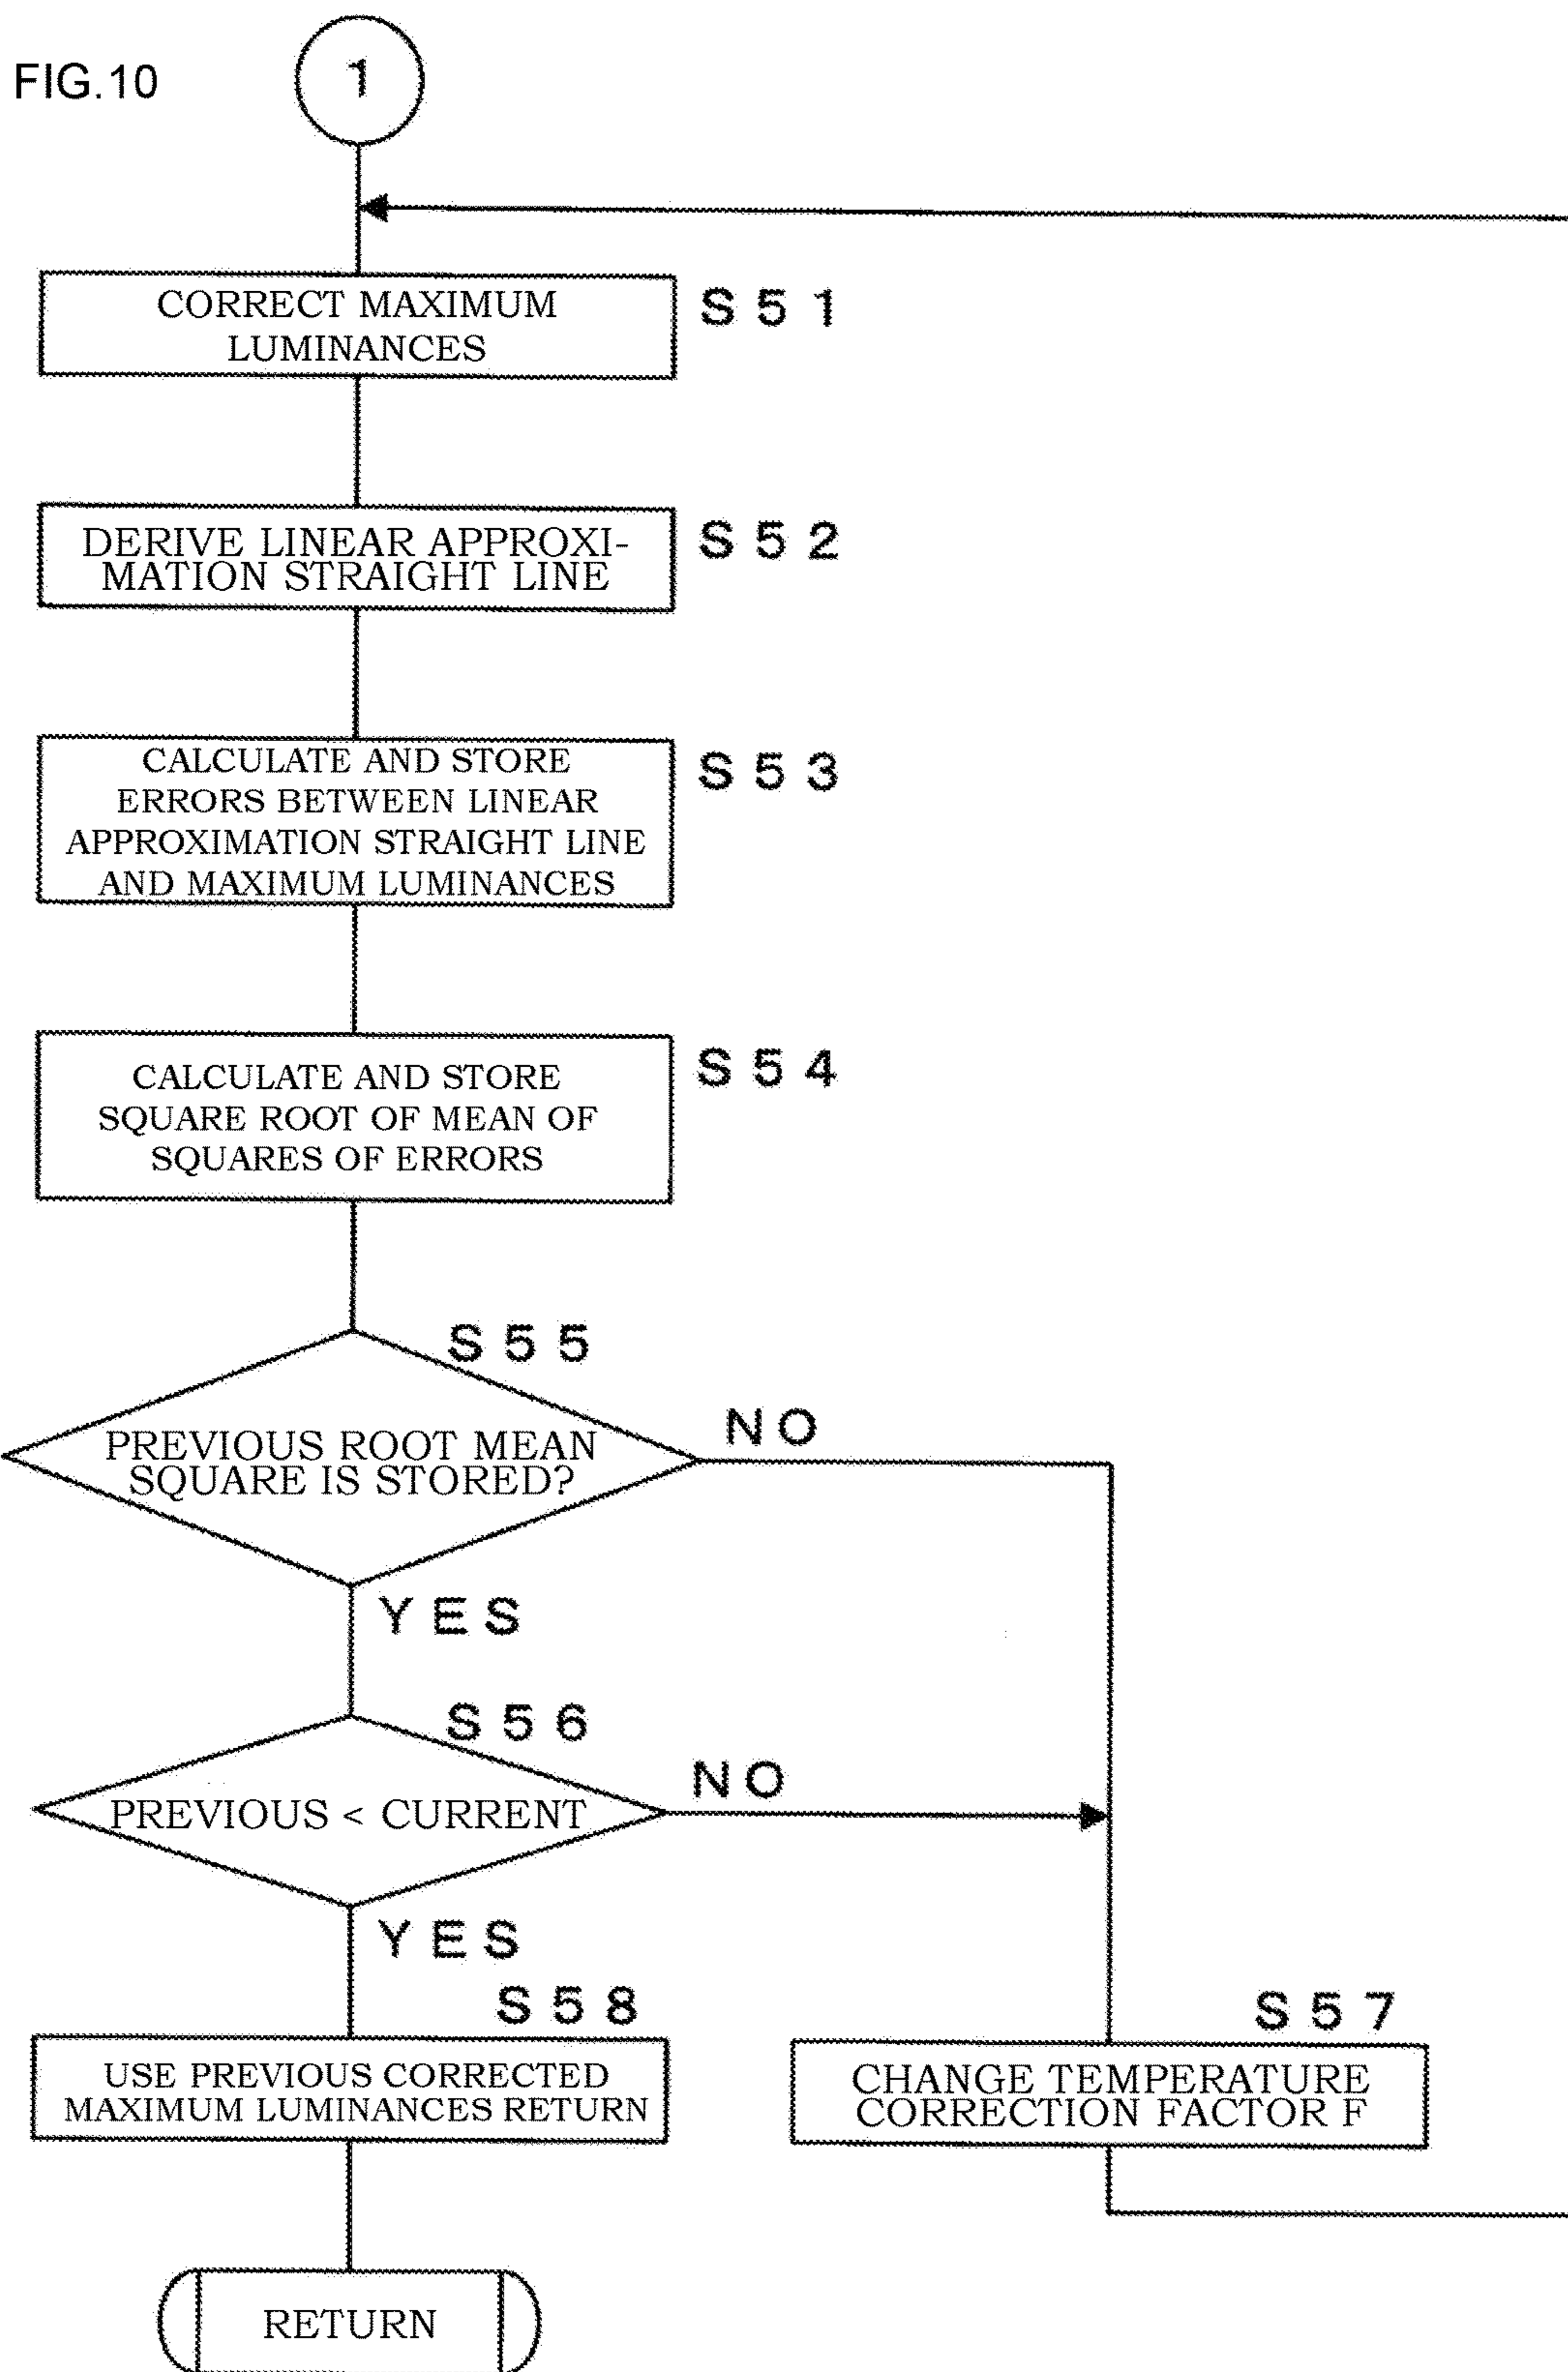 FIG.10
1
CORRECT MAXIMUM
LUMINANCES
S51
DERIVE LINEAR APPROXI-
MATION STRAIGHT LINE
S52
CALCULATE AND STORE
ERRORS BETWEEN LINEAR
APPROXIMATION STRAIGHT LINE
AND MAXIMUM LUMINANCES
S53
CALCULATE AND STORE
SQUARE ROOT OF MEAN OF
SQUARES OF ERRORS
S54
S55
PREVIOUS ROOT MEAN
SQUARE IS STORED?
NO
YES
S56
PREVIOUS < CURRENT
NO
YES
S58
USE PREVIOUS CORRECTED
MAXIMUM LUMINANCES RETURN
S57
CHANGE TEMPERATURE
CORRECTION FACTOR F
RETURN